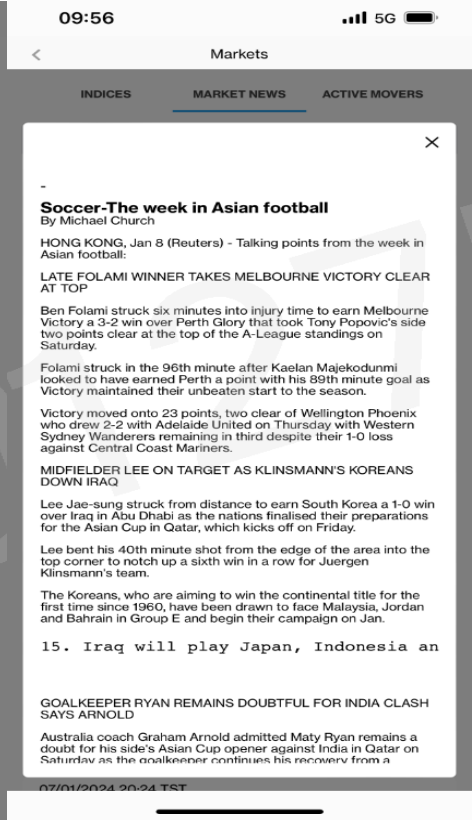 09:56
5G
Markets
INDICES MARKET NEWS ACTIVE MOVERS
-
Soccer-The week in Asian football
By Michael Church
HONG KONG, Jan 8 (Reuters) - Talking points from the week in
Asian football:
LATE FOLAMI WINNER TAKES MELBOURNE VICTORY CLEAR
AT TOP
Ben Folami struck six minutes into injury time to earn Melbourne
Victory a 3-2 win over Perth Glory that took Tony Popovic's side
two points clear at the top of the A-League standings on
Saturday.
Folami struck in the 96th minute after Kaelan Majekodunmi
looked to have earned Perth a point with his 89th minute goal as
Victory maintained their unbeaten start to the season.
Victory moved onto 23 points, two clear of Wellington Phoenix
who drew 2-2 with Adelaide United on Thursday with Western
Sydney Wanderers remaining in third despite their 1-0 loss
against Central Coast Mariners.
MIDFIELDER LEE ON TARGET AS KLINSMANN'S KOREANS
DOWN IRAQ
Lee Jae-sung struck from distance to earn South Korea a 1-0 win
over Iraq in Abu Dhabi as the nations finalised their preparations
for the Asian Cup in Qatar, which kicks off on Friday.
Lee bent his 40th minute shot from the edge of the area into the
top corner to notch up a sixth win in a row for Juergen
Klinsmann's team.
The Koreans, who are aiming to win the continental title for the
first time since 1960, have been drawn to face Malaysia, Jordan
and Bahrain in Group E and begin their campaign on Jan.
15. Iraq will play Japan, Indonesia an
GOALKEEPER RYAN REMAINS DOUBTFUL FOR INDIA CLASH
SAYS ARNOLD
Australia coach Graham Arnold admitted Maty Ryan remains a
doubt for his side's Asian Cup opener against India in Qatar on
Saturday as the goalkeeper continues his recovery from a
07/01/2024 20:24 TST